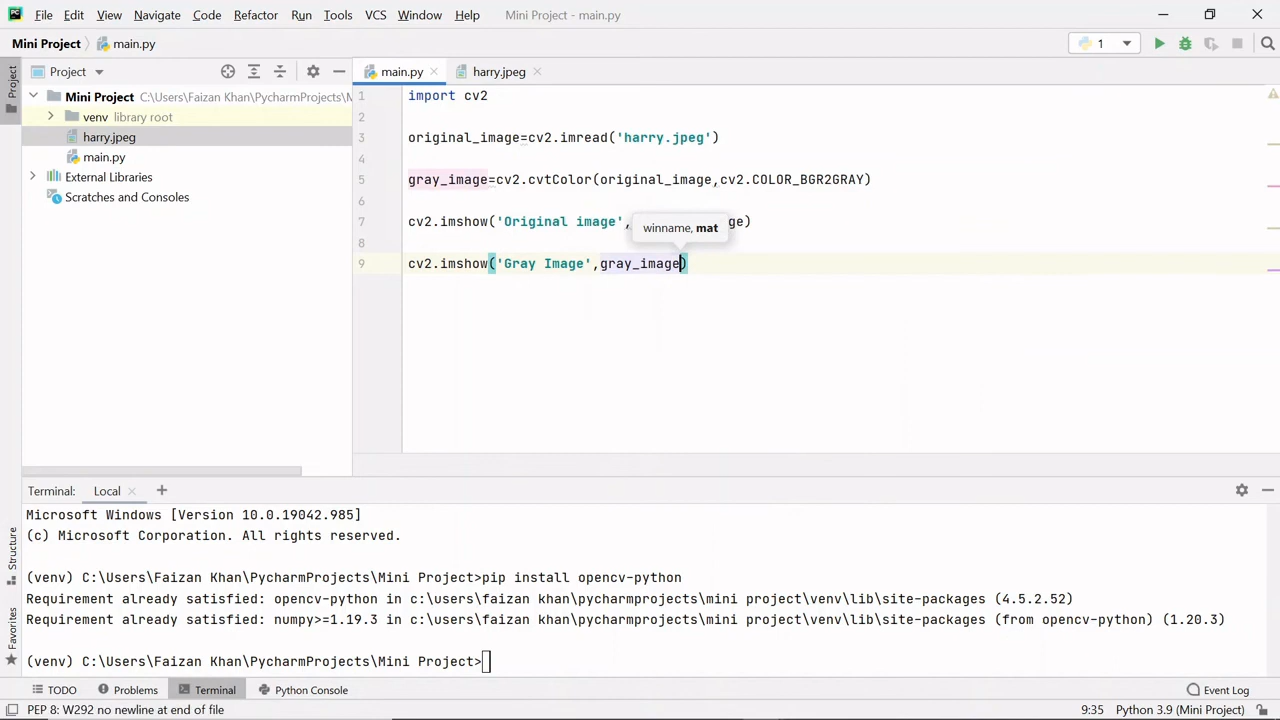 File Edit View Navigate Code Refactor Run Tools VCS Window Help Mini Project - main.py
Mini Project main.py 1
Project main.py harry.jpeg
Project
Mini Project C:\Users\Faizan Khan\PycharmProjects\M
venv library root
harry.jpeg
main.py
External Libraries
Scratches and Consoles
1 import cv2
2
3 original_image=cv2.imread('harry.jpeg')
4
5 gray_image=cv2.cvtColor(original_image,cv2.COLOR_BGR2GRAY)
6
7 cv2.imshow('Original image', ge)
winname, mat
8
9 cv2.imshow('Gray Image',gray_image)
Terminal: Local
Microsoft Windows [Version 10.0.19042.985]
(c) Microsoft Corporation. All rights reserved.
(venv) C:\Users\Faizan Khan\PycharmProjects\Mini Project>pip install opencv-python
Requirement already satisfied: opencv-python in c:\users\faizan khan\pycharmprojects\mini project\venv\lib\site-packages (4.5.2.52)
Requirement already satisfied: numpy>=1.19.3 in c:\users\faizan khan\pycharmprojects\mini project\venv\lib\site-packages (from opencv-python) (1.20.3)
(venv) C:\Users\Faizan Khan\PycharmProjects\Mini Project>
Structure
Favorites
TODO Problems Terminal Python Console Event Log
PEP 8: W292 no newline at end of file 9:35 Python 3.9 (Mini Project)